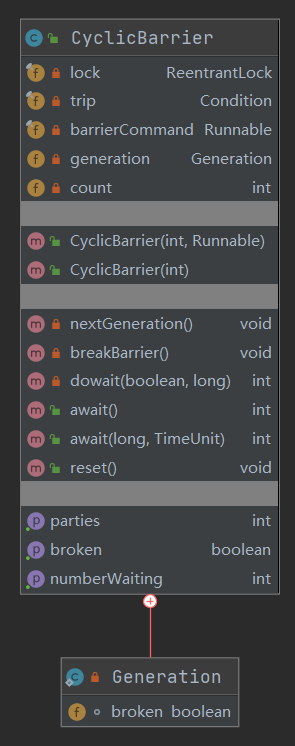 CyclicBarrier
lock ReentrantLock
trip Condition
barrierCommand Runnable
generation Generation
count int
CyclicBarrier(int, Runnable)
CyclicBarrier(int)
nextGeneration() void
breakBarrier() void
dowait(boolean, long) int
await() int
await(long, TimeUnit) int
reset() void
parties int
broken boolean
numberWaiting int
Generation
broken boolean